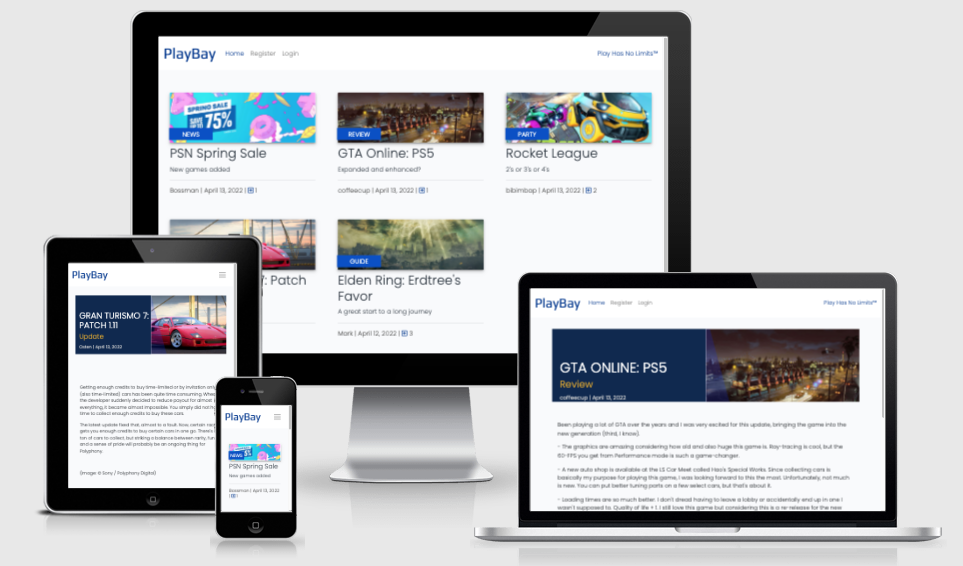 PlayBay Home Register Login Play Has No Limits™
SPRING SALE
SAVE UP TO 75%
NEWS
REVIEW
PARTY
PSN Spring Sale
GTA Online: PS5
Rocket League
New games added
Expanded and enhanced?
2's or 3's or 4's
Bossman | April 13, 2022 | 1
coffeecup | April 13, 2022 | 1
bibimbap | April 13, 2022 | 2
GUIDE
7: Patch
Elden Ring: Erdtree's
Favor
A great start to a long journey
Mark | April 12, 2022 | 3
PlayBay
GRAN TURISMO 7:
PATCH 1.11
Update
April 13, 2022
Getting enough credits to buy time-limited or by invitation only
(also time-limited) cars has been quite time consuming. When
the developer suddenly decided to reduce payout for almost
everything, it became almost impossible. You simply did not
time to collect enough credits to buy these cars.
The latest update fixed that, almost to a fault. Now, certain
gets you enough credits to buy certain cars in one go. There's
ton of cars to collect, but striking a balance between rarity, fun
and a sense of pride will probably be an ongoing thing for
Polyphony.
(Image: © Sony / Polyphony Digital)
PlayBay
NEWS
PSN Spring Sale
New games added
Bossman | April 13, 2022
| 1
PlayBay Home Register Login Play Has No Limits™
GTA ONLINE: PS5
Review
coffeecup | April 13, 2022
Been playing a lot of GTA over the years and I was very excited for this update, bringing the game into the
new generation (third, I know).
- The graphics are amazing considering how old and also huge this game is. Ray-tracing is cool, but the
60-FPS you get from Performance mode is such a game-changer.
- A new auto shop is available at the LS Car Meet called Hao's Special Works. Since collecting cars is
basically my purpose for playing this game, I was looking forward to this the most. Unfortunately, not much
is new. You can put better tuning parts on a few select cars, but that's about it.
- Loading times are so much better. I don't dread having to leave a lobby or accidentally end up in one I
wasn't supposed to. Quality of life + 1. I still love this game but considering this is a re-release for the new